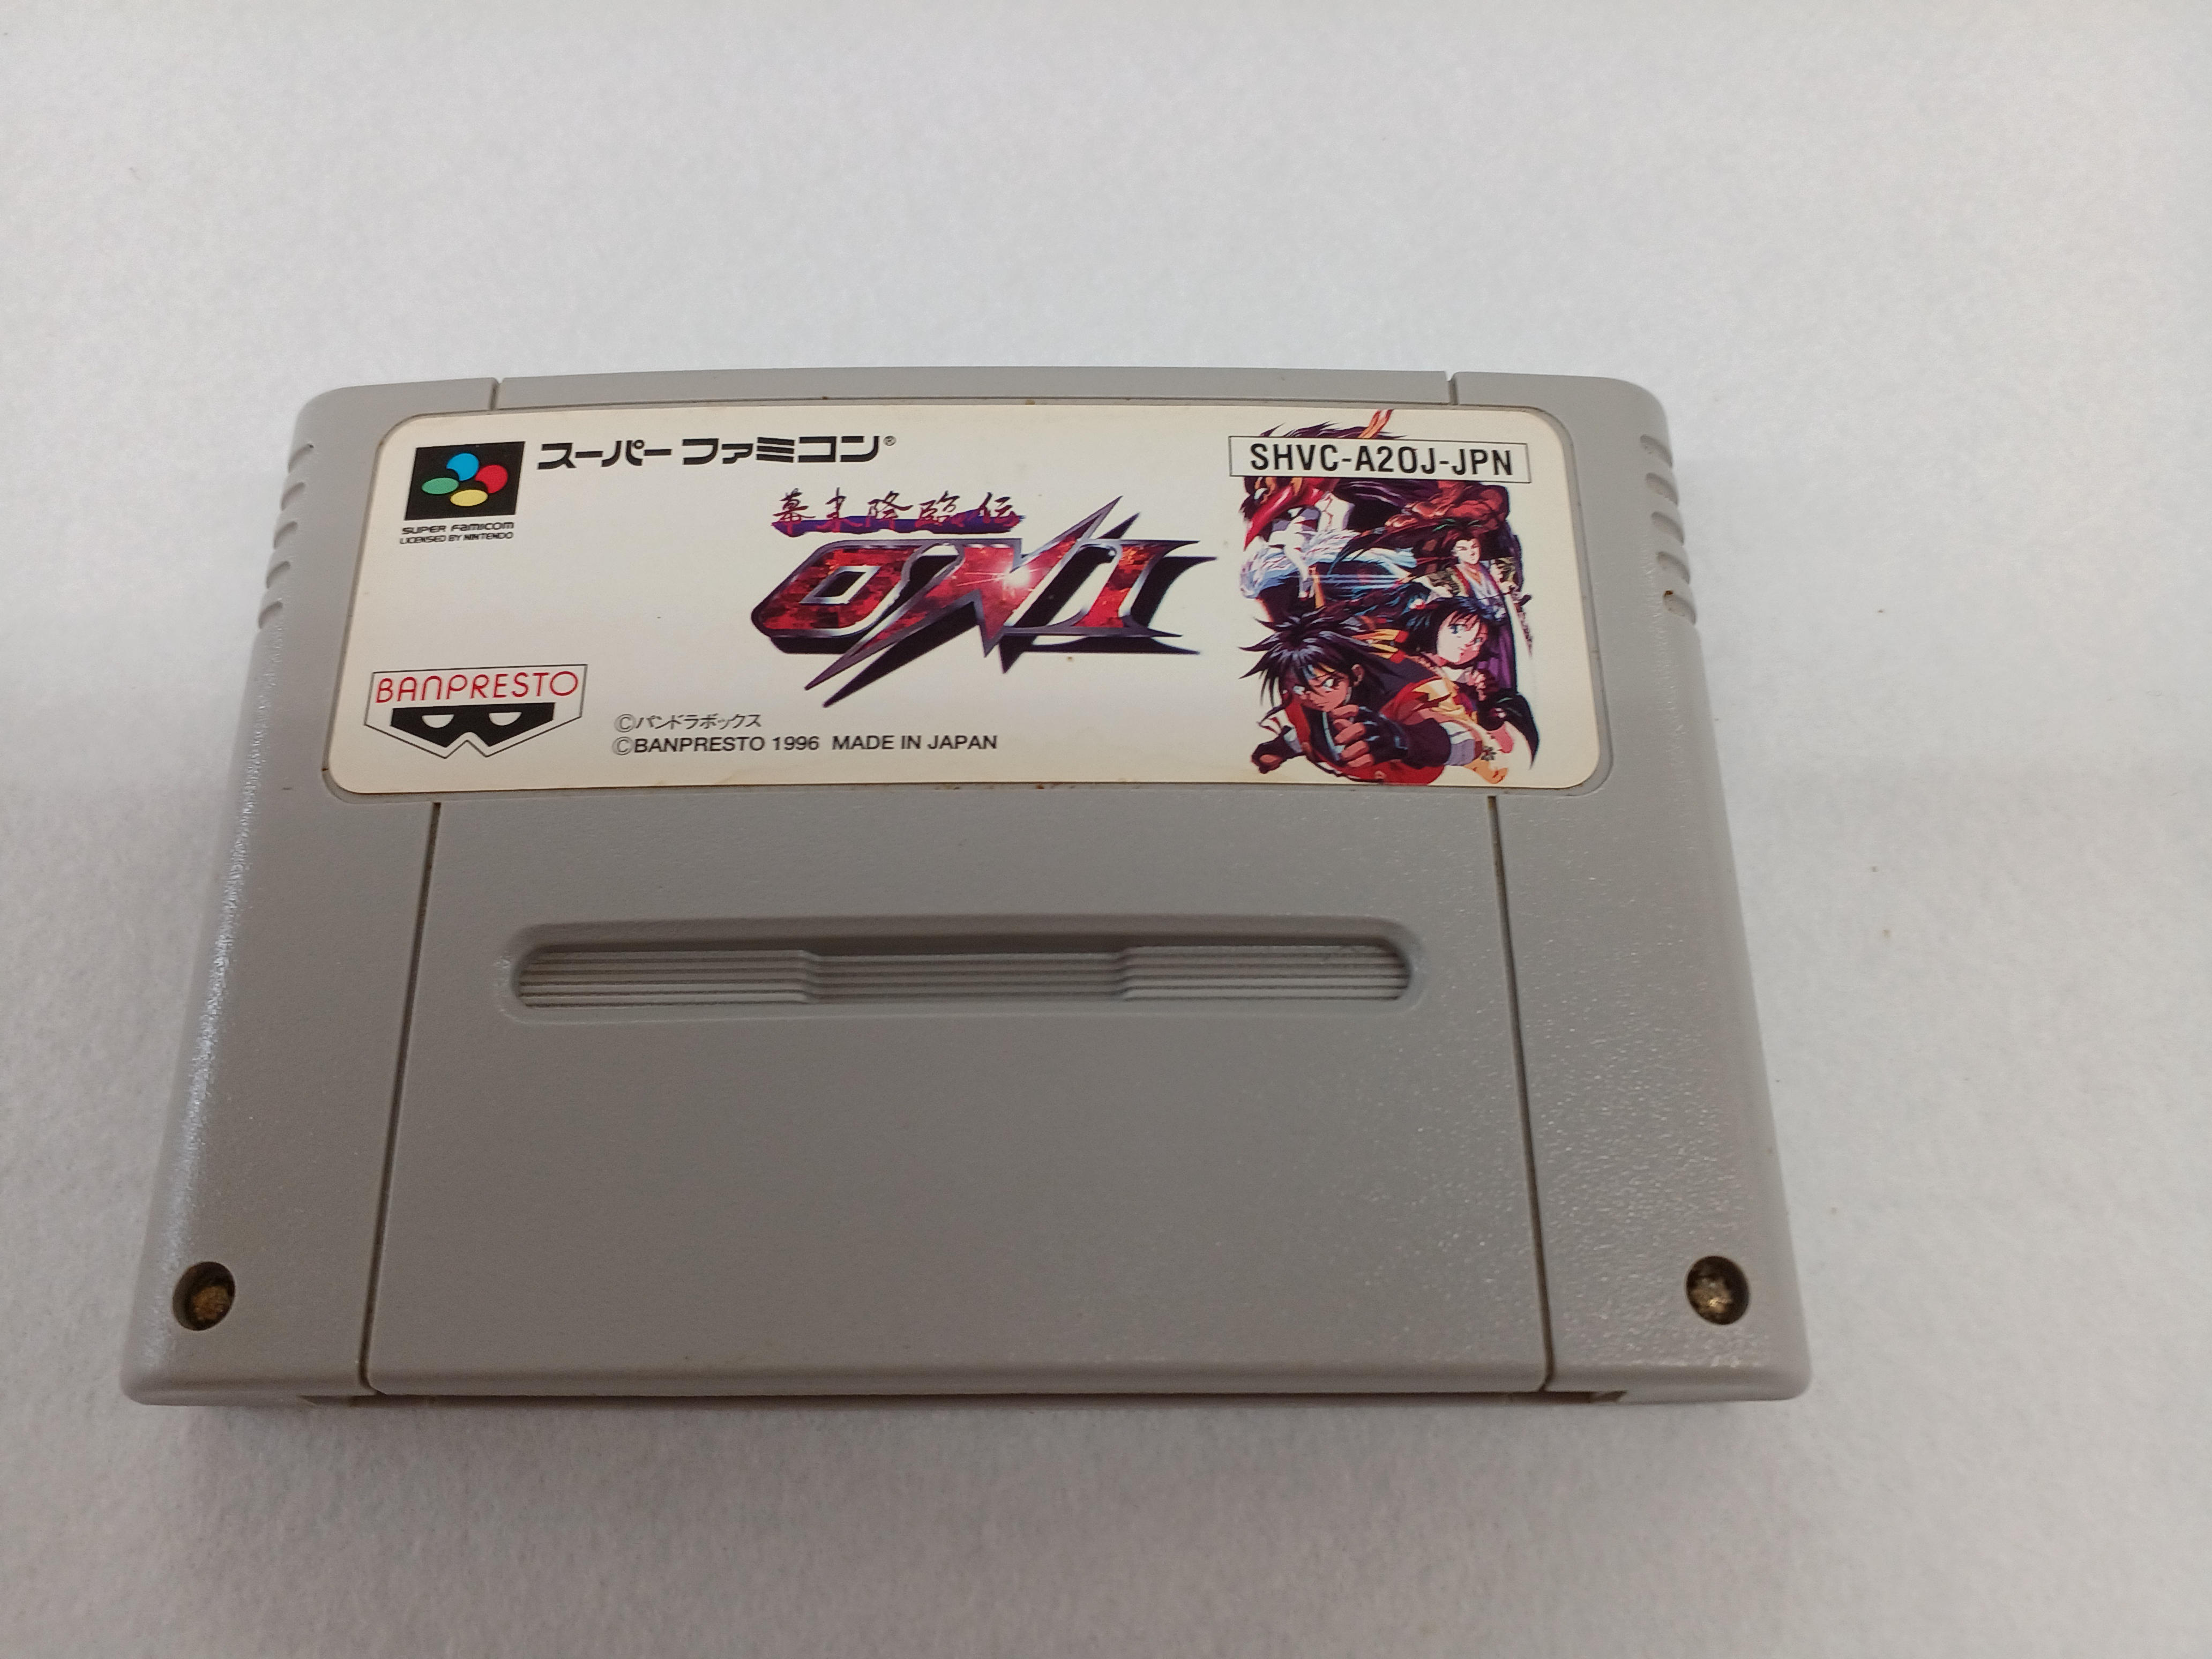 スーパーファミコン®
SHVC-A20J-JPN
SUPER FAMICOM
LICENSED BY NINTENDO
幕末降臨伝
ONI
BANPRESTO
©パンドラボックス
©BANPRESTO 1996 MADE IN JAPAN